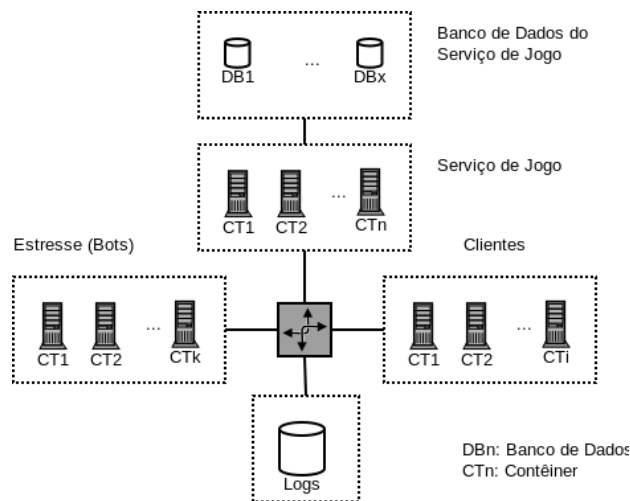 Banco de Dados do
Serviço de Jogo
DB1 ... DBx
Serviço de Jogo
CT1 CT2 ... CTn
Estresse (Bots)
Clientes
CT1 CT2 ... CTk
CT1 CT2 ... CTi
Logs
DBn: Banco de Dados
CTn: Contêiner